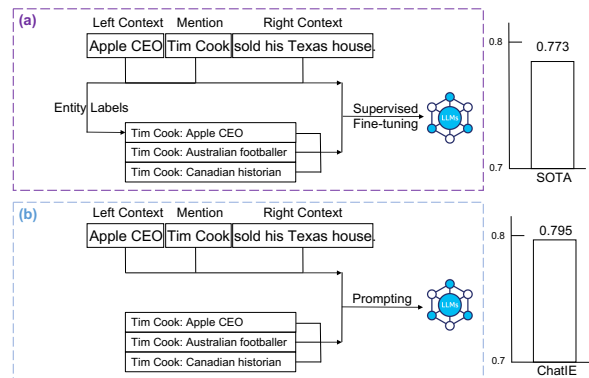 (a)
Left Context Mention Right Context
Apple CEO Tim Cook sold his Texas house.
Entity Labels
Tim Cook: Apple CEO
Tim Cook: Australian footballer
Tim Cook: Canadian historian
Supervised
Fine-tuning
LLMs
0.8
0.773
0.7
SOTA
(b)
Left Context Mention Right Context
Apple CEO Tim Cook sold his Texas house.
Tim Cook: Apple CEO
Tim Cook: Australian footballer
Tim Cook: Canadian historian
Prompting
LLMs
0.8
0.795
0.7
ChatIE